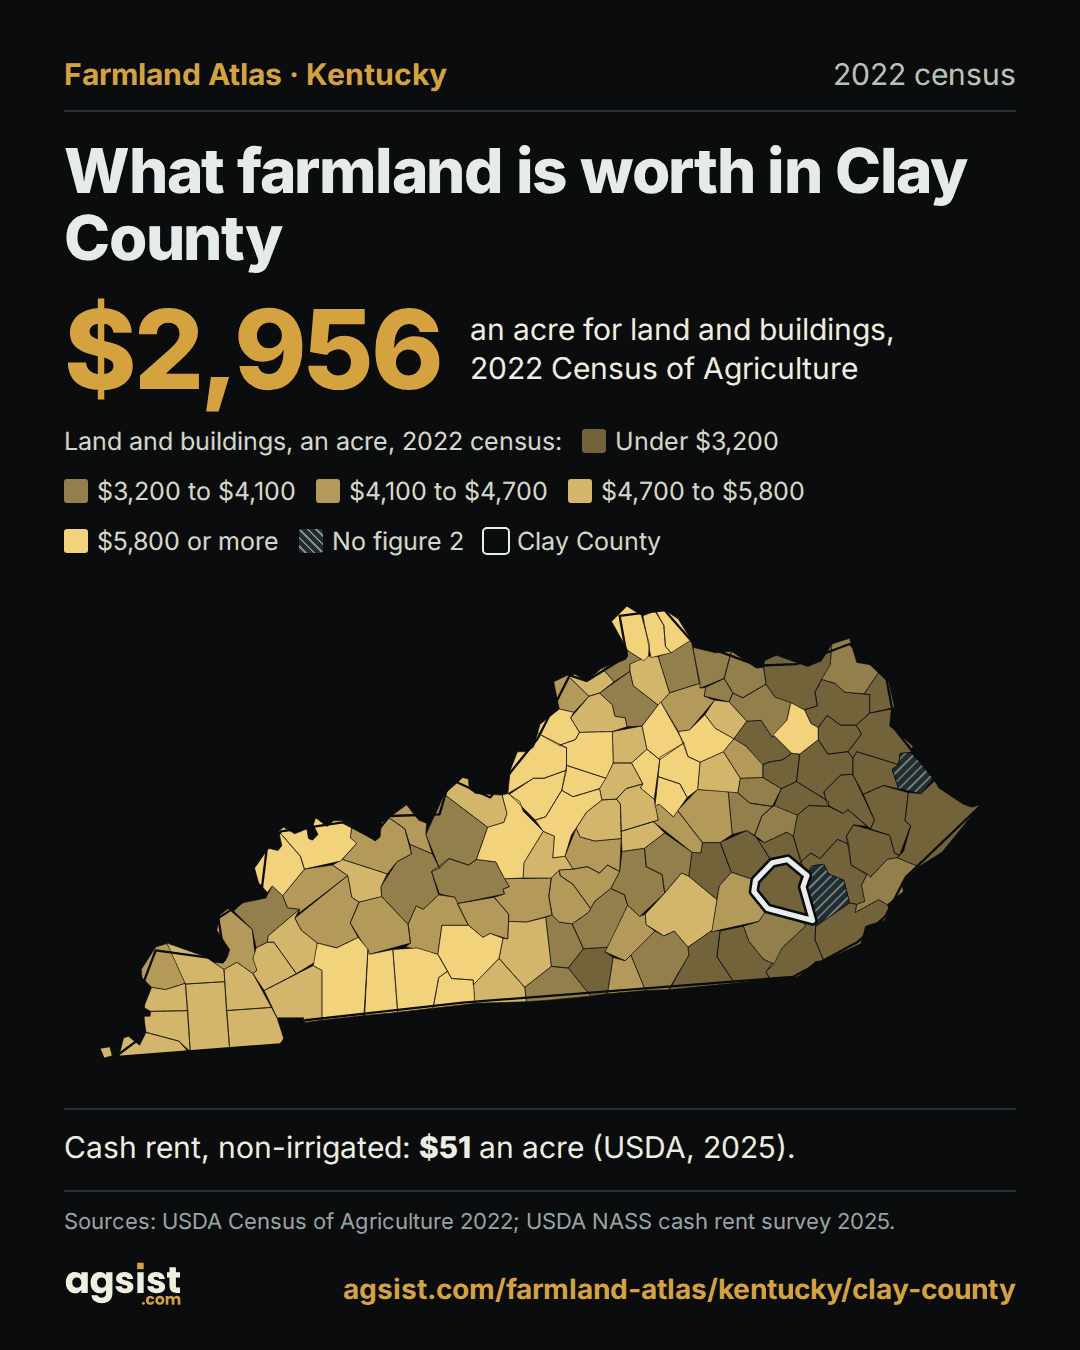 Farmland Atlas · Kentucky
2022 census
What farmland is worth in Clay
County
$2,956
an acre for land and buildings,
2022 Census of Agriculture
Land and buildings, an acre, 2022 census: Under $3,200
$3,200 to $4,100 $4,100 to $4,700 $4,700 to $5,800
$5,800 or more No figure 2 Clay County
Cash rent, non-irrigated: $51 an acre (USDA, 2025).
Sources: USDA Census of Agriculture 2022; USDA NASS cash rent survey 2025.
agsist
.com
agsist.com/farmland-atlas/kentucky/clay-county